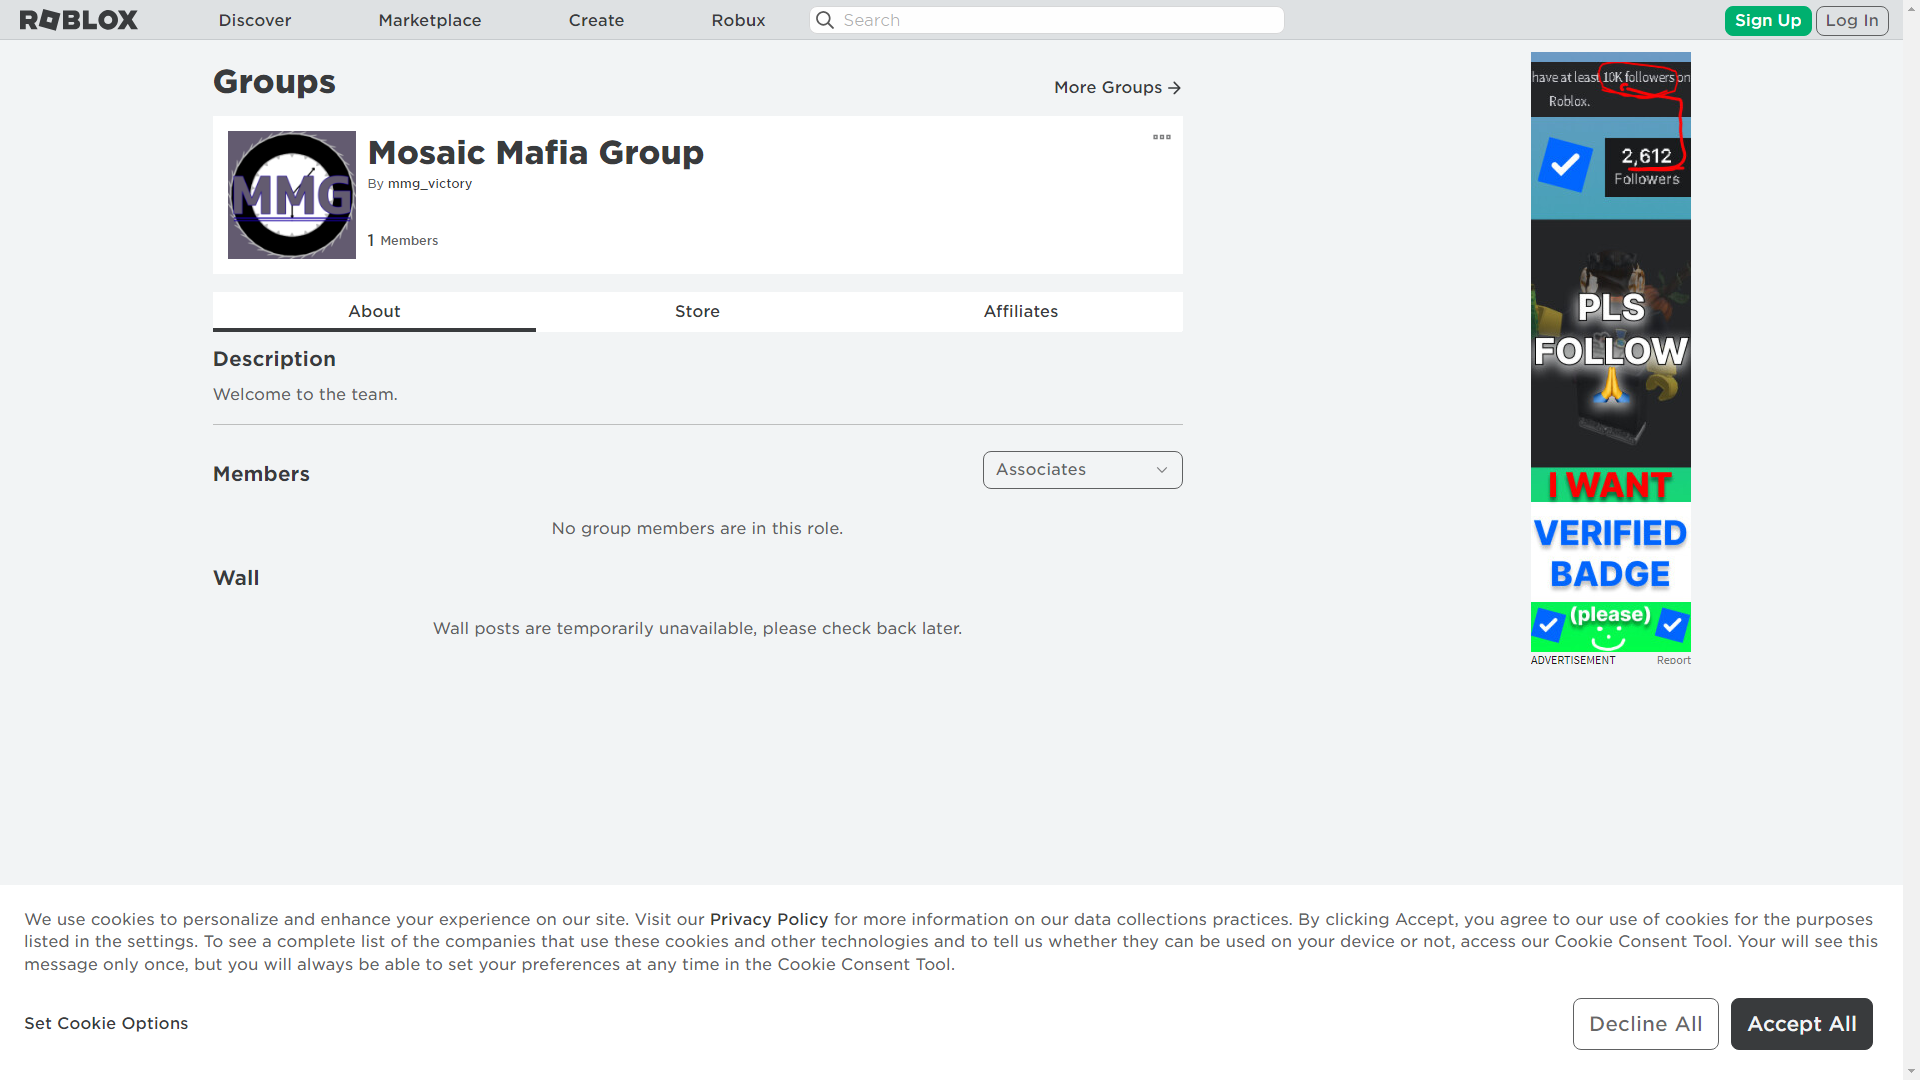 ROBLOX
Discover
Marketplace
Create
Robux
Search
Sign Up
Log In
Groups
More Groups
MMG
Mosaic Mafia Group
By mmg_victory
1 Members
About
Store
Affiliates
Description
Welcome to the team.
Members
Associates
No group members are in this role.
Wall
Wall posts are temporarily unavailable, please check back later.
have at least 10K followers on
Roblox.
2,612
Followers
PLS
FOLLOW
I WANT
VERIFIED
BADGE
(please)
ADVERTISEMENT
Report
We use cookies to personalize and enhance your experience on our site. Visit our Privacy Policy for more information on our data collections practices. By clicking Accept, you agree to our use of cookies for the purposes
listed in the settings. To see a complete list of the companies that use these cookies and other technologies and to tell us whether they can be used on your device or not, access our Cookie Consent Tool. Your will see this
message only once, but you will always be able to set your preferences at any time in the Cookie Consent Tool.
Set Cookie Options
Decline All
Accept All